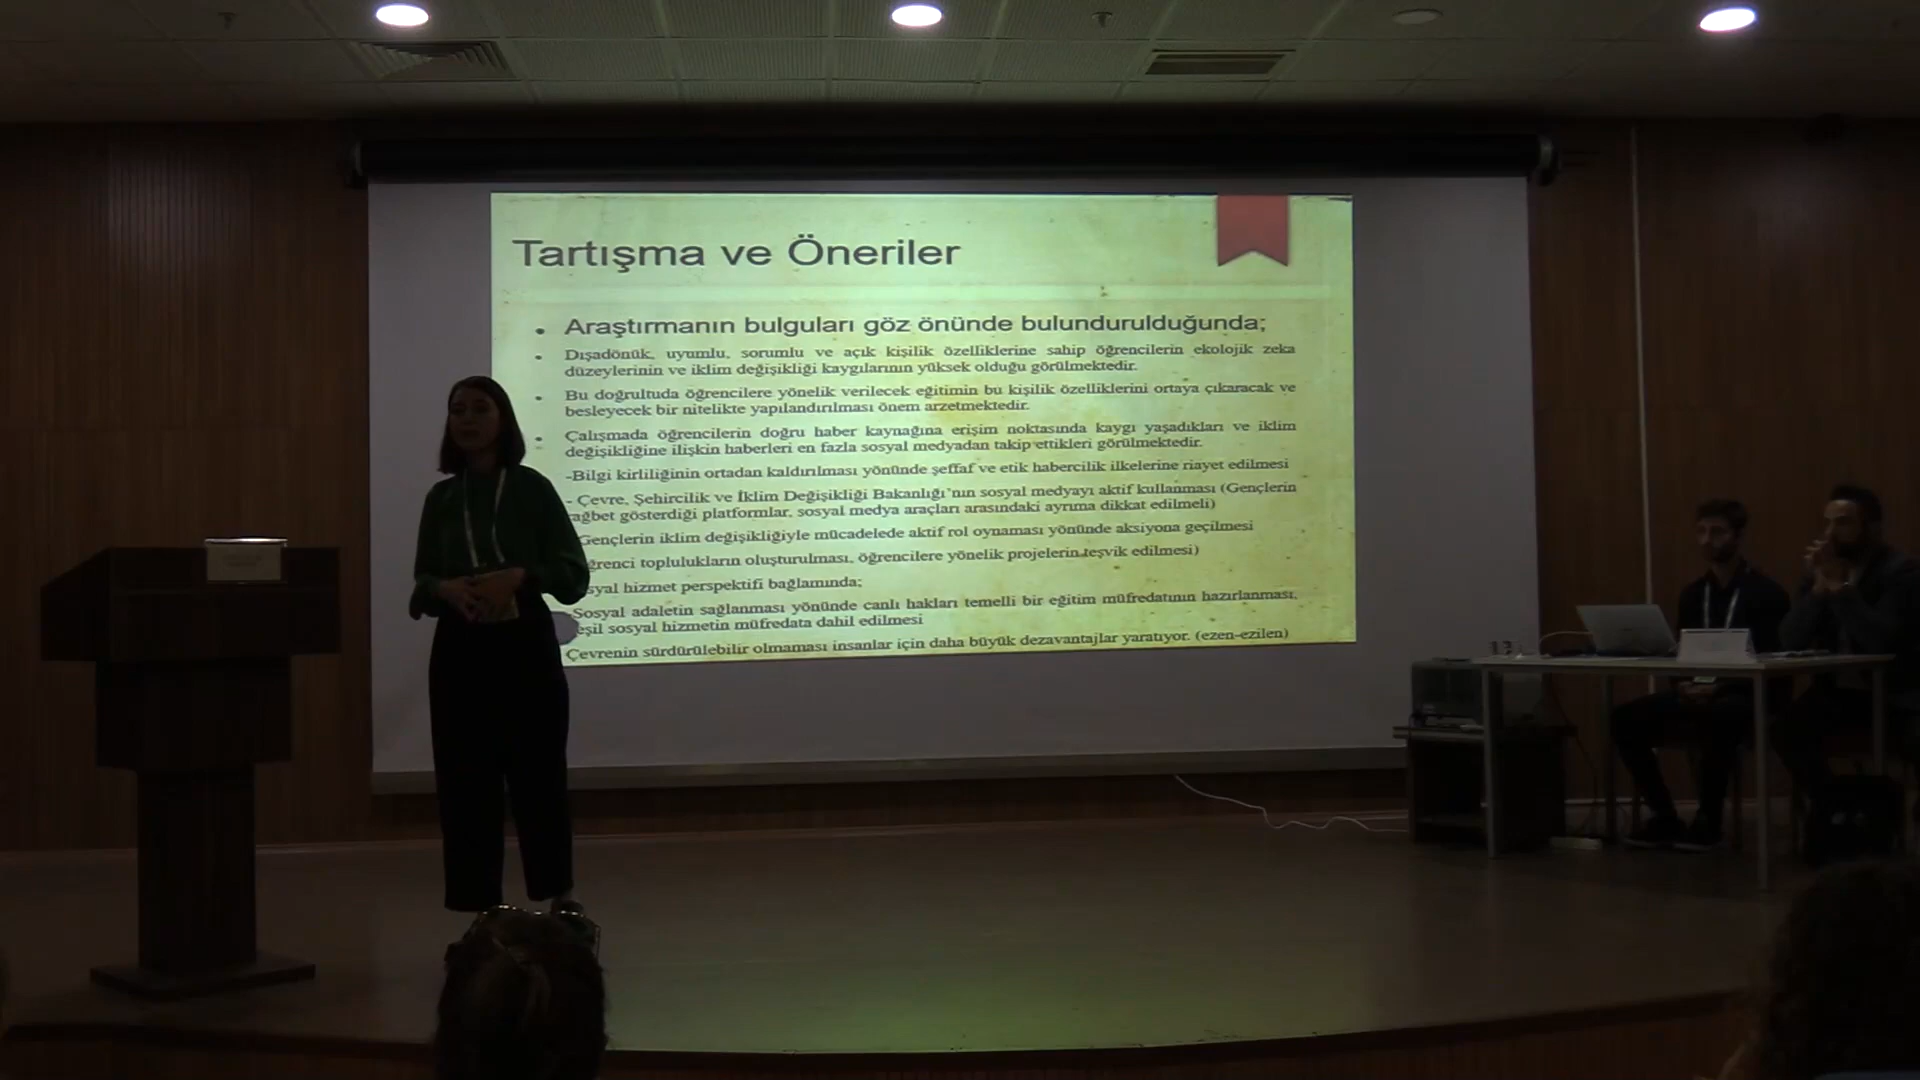 Tartışma ve Öneriler
• Araştırmanın bulguları göz önünde bulundurulduğunda;
• Dışadönük, uyumlu, sorumlu ve açık kişilik özelliklerine sahip öğrencilerin ekolojik zeka
düzeylerinin ve iklim değişikliği kaygılarının yüksek olduğu görülmektedir.
• Bu doğrultuda öğrencilere yönelik verilecek eğitimin bu kişilik özelliklerini ortaya çıkaracak ve
besleyecek bir nitelikte yapılandırılması önem arzetmektedir.
• Çalışmada öğrencilerin doğru haber kaynağına erişim noktasında kaygı yaşadıkları ve iklim
değişikliğine ilişkin haberleri en fazla sosyal medyadan takip ettikleri görülmektedir.
-Bilgi kirliliğinin ortadan kaldırılması yönünde şeffaf ve etik habercilik ilkelerine riayet edilmesi
- Çevre, Şehircilik ve İklim Değişikliği Bakanlığı'nın sosyal medyayı aktif kullanması (Gençlerin
ağbet gösterdiği platformlar, sosyal medya araçları arasındaki ayrıma dikkat edilmeli)
Gençlerin iklim değişikliğiyle mücadelede aktif rol oynaması yönünde aksiyona geçilmesi
ğrenci toplulukların oluşturulması, öğrencilere yönelik projelerin teşvik edilmesi)
syal hizmet perspektifi bağlamında;
Sosyal adaletin sağlanması yönünde canlı hakları temelli bir eğitim müfredatının hazırlanması,
eşil sosyal hizmetin müfredata dahil edilmesi
Çevrenin sürdürülebilir olmaması insanlar için daha büyük dezavantajlar yaratıyor. (ezen-ezilen)